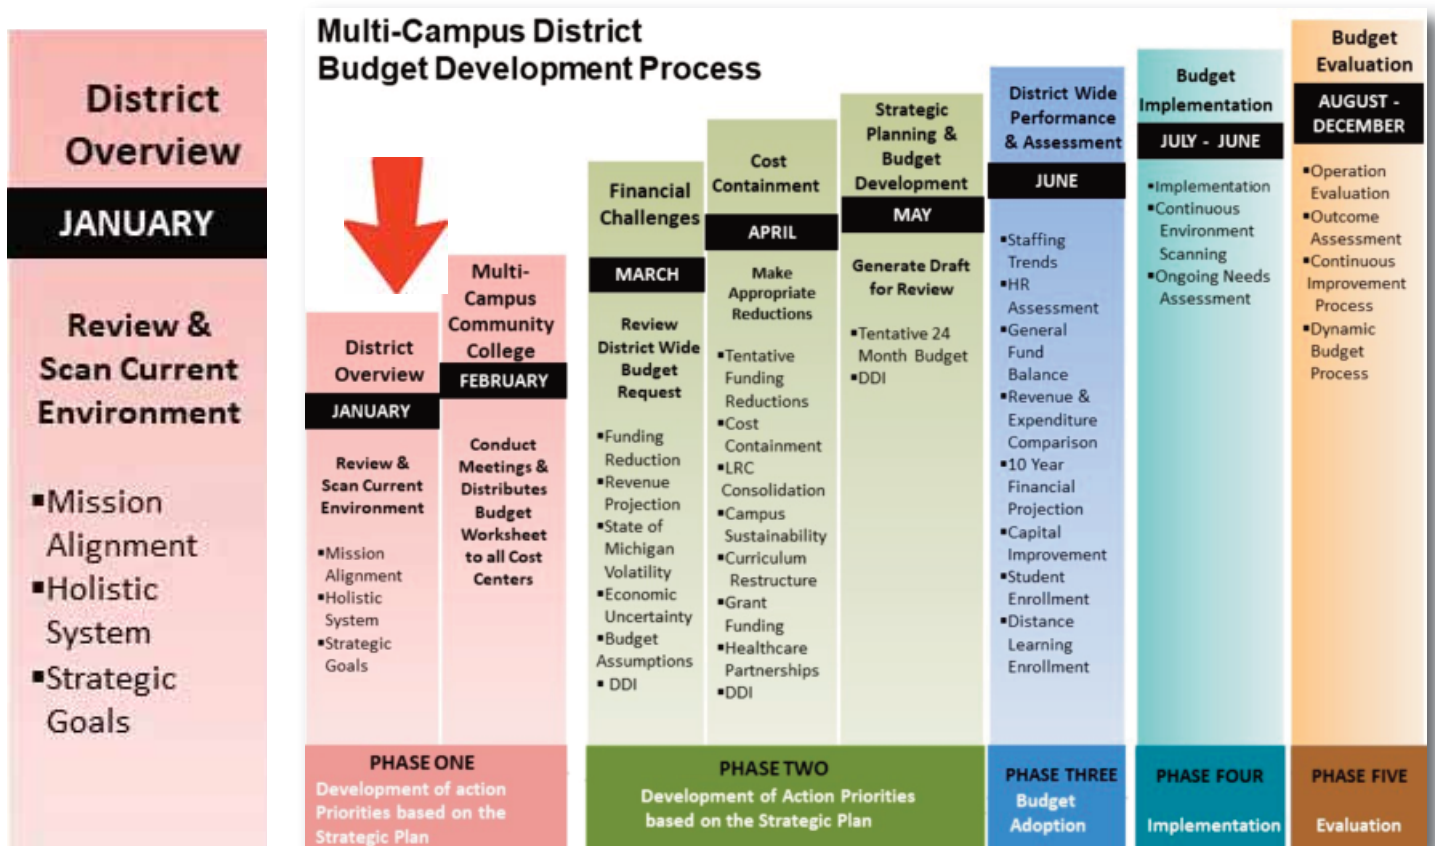 District
Overview
JANUARY
Review &
Scan Current
Environment
▪Mission
Alignment
▪Holistic
System
▪Strategic
Goals
Multi-Campus District
Budget Development Process
District
Overview
JANUARY
Review &
Scan Current
Environment
▪Mission
Alignment
▪Holistic
System
▪Strategic
Goals
Multi-
Campus
Community
College
FEBRUARY
Conduct
Meetings &
Distributes
Budget
Worksheet
to all Cost
Centers
PHASE ONE
Development of action
Priorities based on the
Strategic Plan
Financial
Challenges
MARCH
Review
District Wide
Budget
Request
▪Funding
Reduction
▪Revenue
Projection
▪State of
Michigan
Volatility
▪Economic
Uncertainty
▪Budget
Assumptions
▪ DDI
Cost
Containment
APRIL
Make
Appropriate
Reductions
▪Tentative
Funding
Reductions
▪Cost
Containment
▪LRC
Consolidation
▪Campus
Sustainability
▪Curriculum
Restructure
▪Grant
Funding
▪Healthcare
Partnerships
▪DDI
Strategic
Planning &
Budget
Development
MAY
Generate Draft
for Review
▪Tentative 24
Month Budget
▪DDI
PHASE TWO
Development of Action Priorities
based on the Strategic Plan
District Wide
Performance
& Assessment
JUNE
▪Staffing
Trends
▪HR
Assessment
▪General
Fund
Balance
▪Revenue &
Expenditure
Comparison
▪10 Year
Financial
Projection
▪Capital
Improvement
▪Student
Enrollment
▪Distance
Learning
Enrollment
PHASE THREE
Budget
Adoption
Budget
Implementation
JULY - JUNE
▪Implementation
▪Continuous
Environment
Scanning
▪Ongoing Needs
Assessment
PHASE FOUR
Implementation
Budget
Evaluation
AUGUST -
DECEMBER
▪Operation
Evaluation
▪Outcome
Assessment
▪Continuous
Improvement
Process
▪Dynamic
Budget
Process
PHASE FIVE
Evaluation